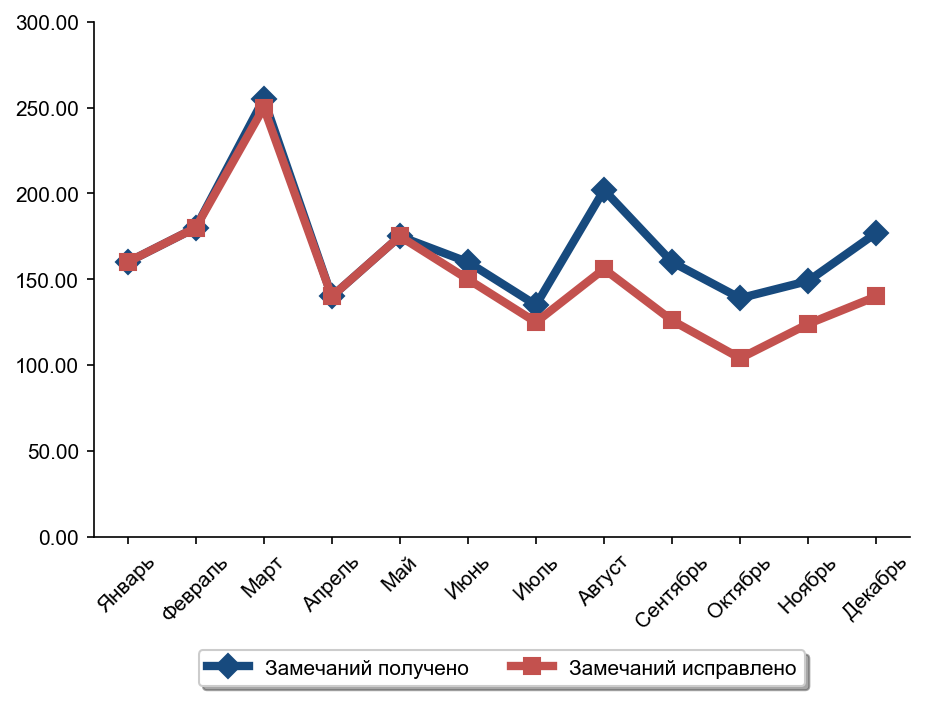 300.00
250.00
200.00
150.00
100.00
50.00
0.00
Январь
Февраль
Март
Апрель
Май
Июнь
Июль
Август
Сентябрь
Октябрь
Ноябрь
Декабрь
Замечаний получено
Замечаний исправлено